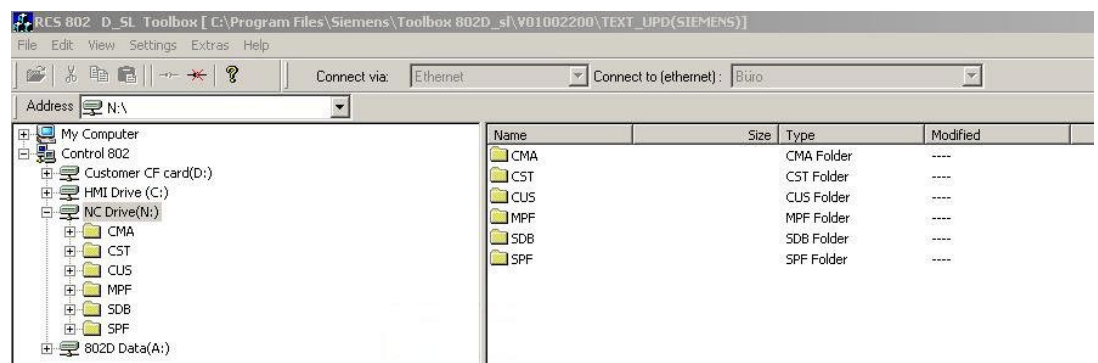 RCS 802 D_SL Toolbox [ C:\Program Files\Siemens\Toolbox 802D_sl\V01002200\TEXT_UPD(SIEMENS)]
File Edit View Settings Extras Help
Connect via: Ethernet Connect to (ethernet) : Büro
Address N:\
My Computer
Control 802
Customer CF card(D:)
HMI Drive (C:)
NC Drive(N:)
CMA
CST
CUS
MPF
SDB
SPF
802D Data(A:)
Name Size Type Modified
CMA CMA Folder ----
CST CST Folder ----
CUS CUS Folder ----
MPF MPF Folder ----
SDB SDB Folder ----
SPF SPF Folder ----